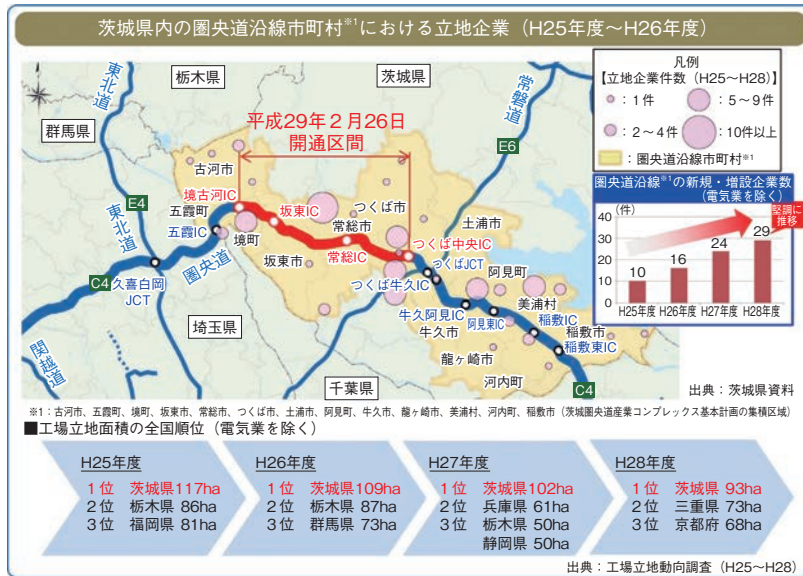 茨城県内の圏央道沿線市町村※1における立地企業（H25年度～H26年度）
東北道
栃木県
茨城県
常磐道
群馬県
平成29年2月26日
開通区間
E6
古河市
境古河IC
E4
五霞町
東北道
五霞IC
境町
坂東IC
つくば市
常総市
土浦市
圏央道
坂東市
常総IC
つくば中央IC
つくばJCT
つくば牛久IC
阿見町
C4
久喜白岡
JCT
美浦村
牛久阿見IC
牛久市
阿見東IC
稲敷IC
稲敷市
稲敷東IC
埼玉県
龍ヶ崎市
関越道
千葉県
河内町
C4
凡例
【立地企業件数（H25～H28）】
：1件
：5～9件
：2～4件
：10件以上
：圏央道沿線市町村※1
圏央道沿線※1の新規・増設企業数
（電気業を除く）
（件）
堅調に
推移
40
30
20
10
0
10
16
24
29
H25年度
H26年度
H27年度
H28年度
出典：茨城県資料
※1：古河市、五霞町、境町、坂東市、常総市、つくば市、土浦市、阿見町、牛久市、龍ヶ崎市、美浦村、河内町、稲敷市（茨城圏央道産業コンプレックス基本計画の集積区域）
■工場立地面積の全国順位（電気業を除く）
H25年度
1位 茨城県117ha
2位 栃木県 86ha
3位 福岡県 81ha
H26年度
1位 茨城県109ha
2位 栃木県 87ha
3位 群馬県 73ha
H27年度
1位 茨城県102ha
2位 兵庫県 61ha
3位 栃木県 50ha
静岡県 50ha
H28年度
1位 茨城県 93ha
2位 三重県 73ha
3位 京都府 68ha
出典：工場立地動向調査（H25～H28）